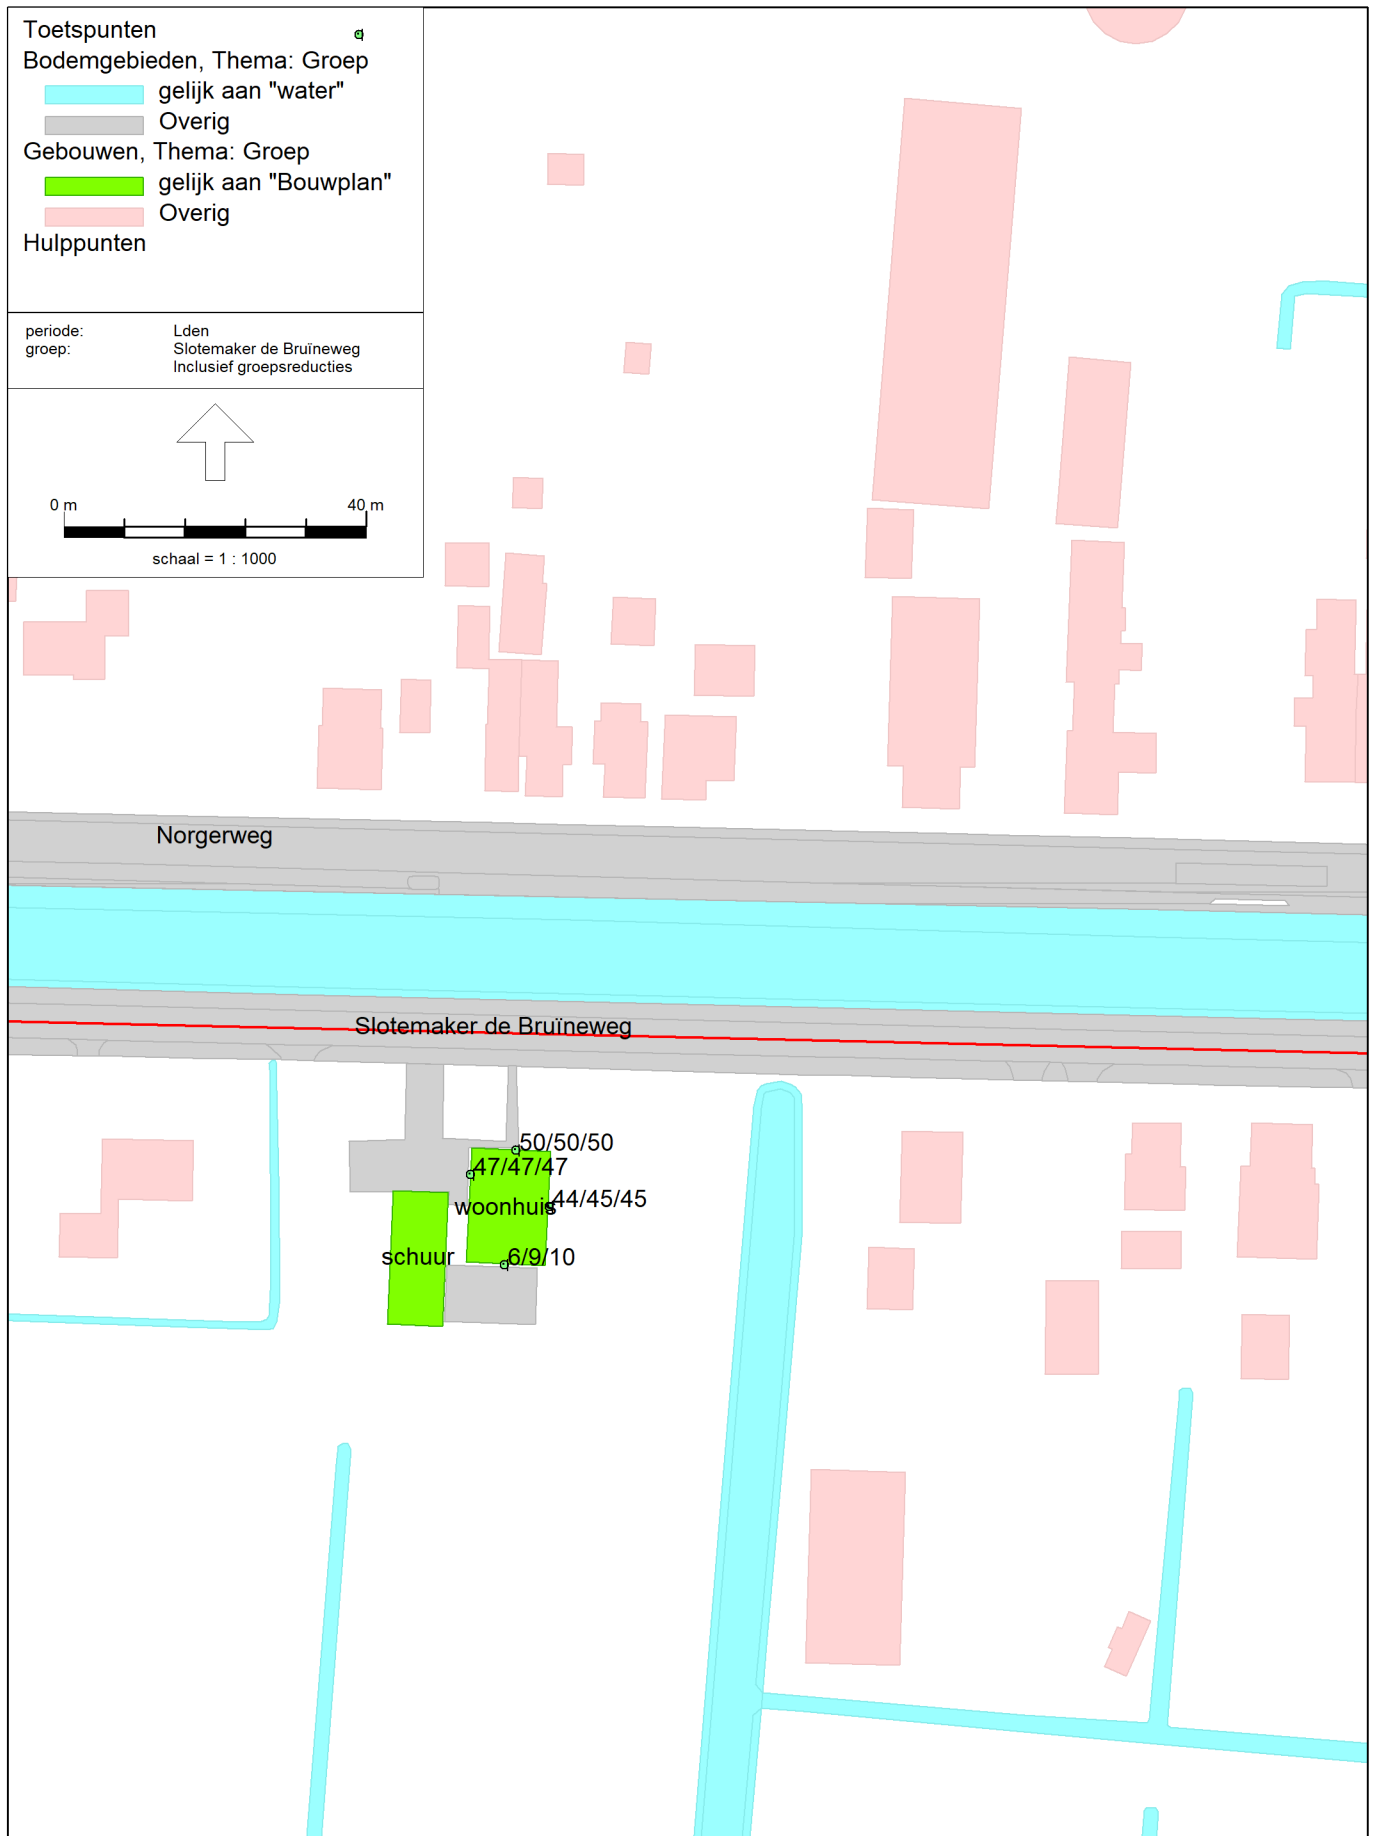 Toetspunten
Bodemgebieden, Thema: Groep
gelijk aan "water"
Overig
Gebouwen, Thema: Groep
gelijk aan "Bouwplan"
Overig
Hulppunten
periode: Lden
groep: Slotemaker de Bruïneweg
Inclusief groepsreducties
0 m 40 m
schaal = 1 : 1000
Norgerweg
Slotemaker de Bruïneweg
50/50/50
47/47/47
44/45/45
woonhuis
schuur
6/9/10